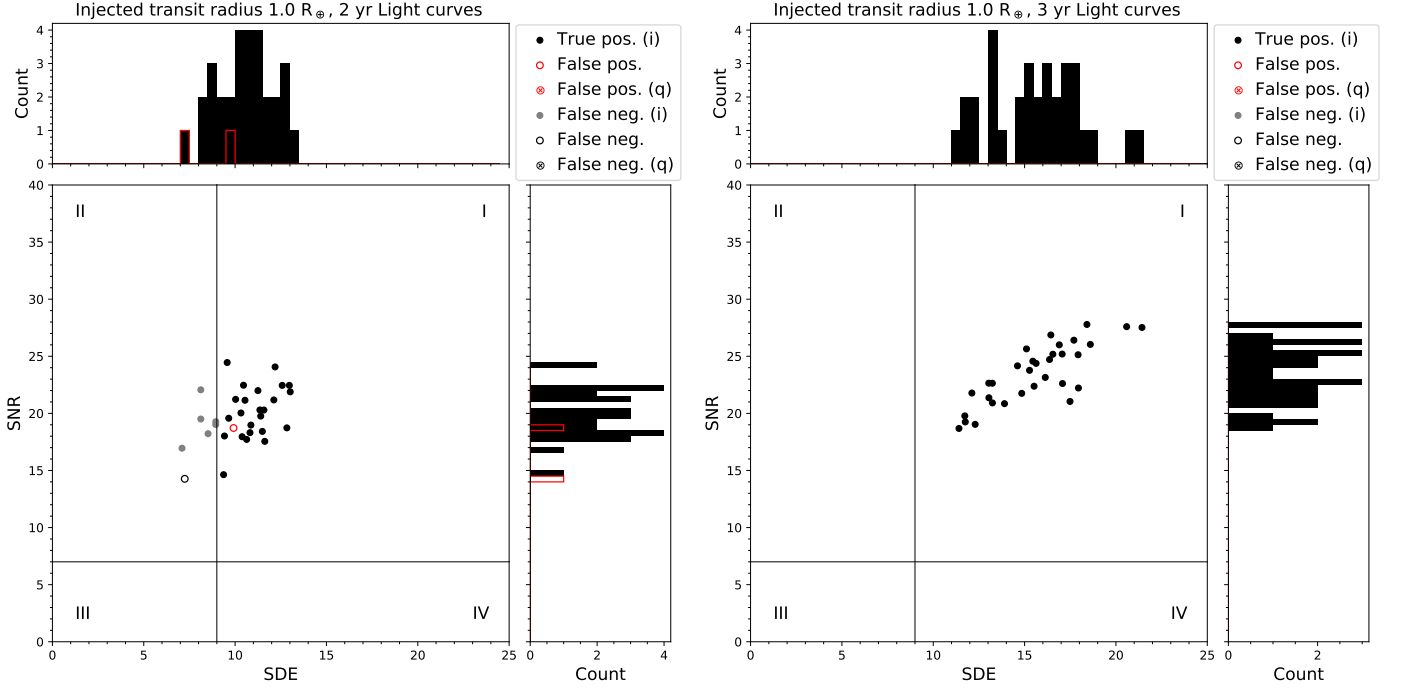 Injected transit radius 1.0 R⊕, 2 yr Light curves
4
3
2
1
0
Count
True pos. (i)
False pos.
False pos. (q)
False neg. (i)
False neg.
False neg. (q)
40
35
30
25
20
15
10
5
0
SNR
II
I
III
IV
0
5
10
15
20
25
SDE
0
2
4
Count
Injected transit radius 1.0 R⊕, 3 yr Light curves
4
3
2
1
0
Count
True pos. (i)
False pos.
False pos. (q)
False neg. (i)
False neg.
False neg. (q)
40
35
30
25
20
15
10
5
0
SNR
II
I
III
IV
0
5
10
15
20
25
SDE
0
2
Count